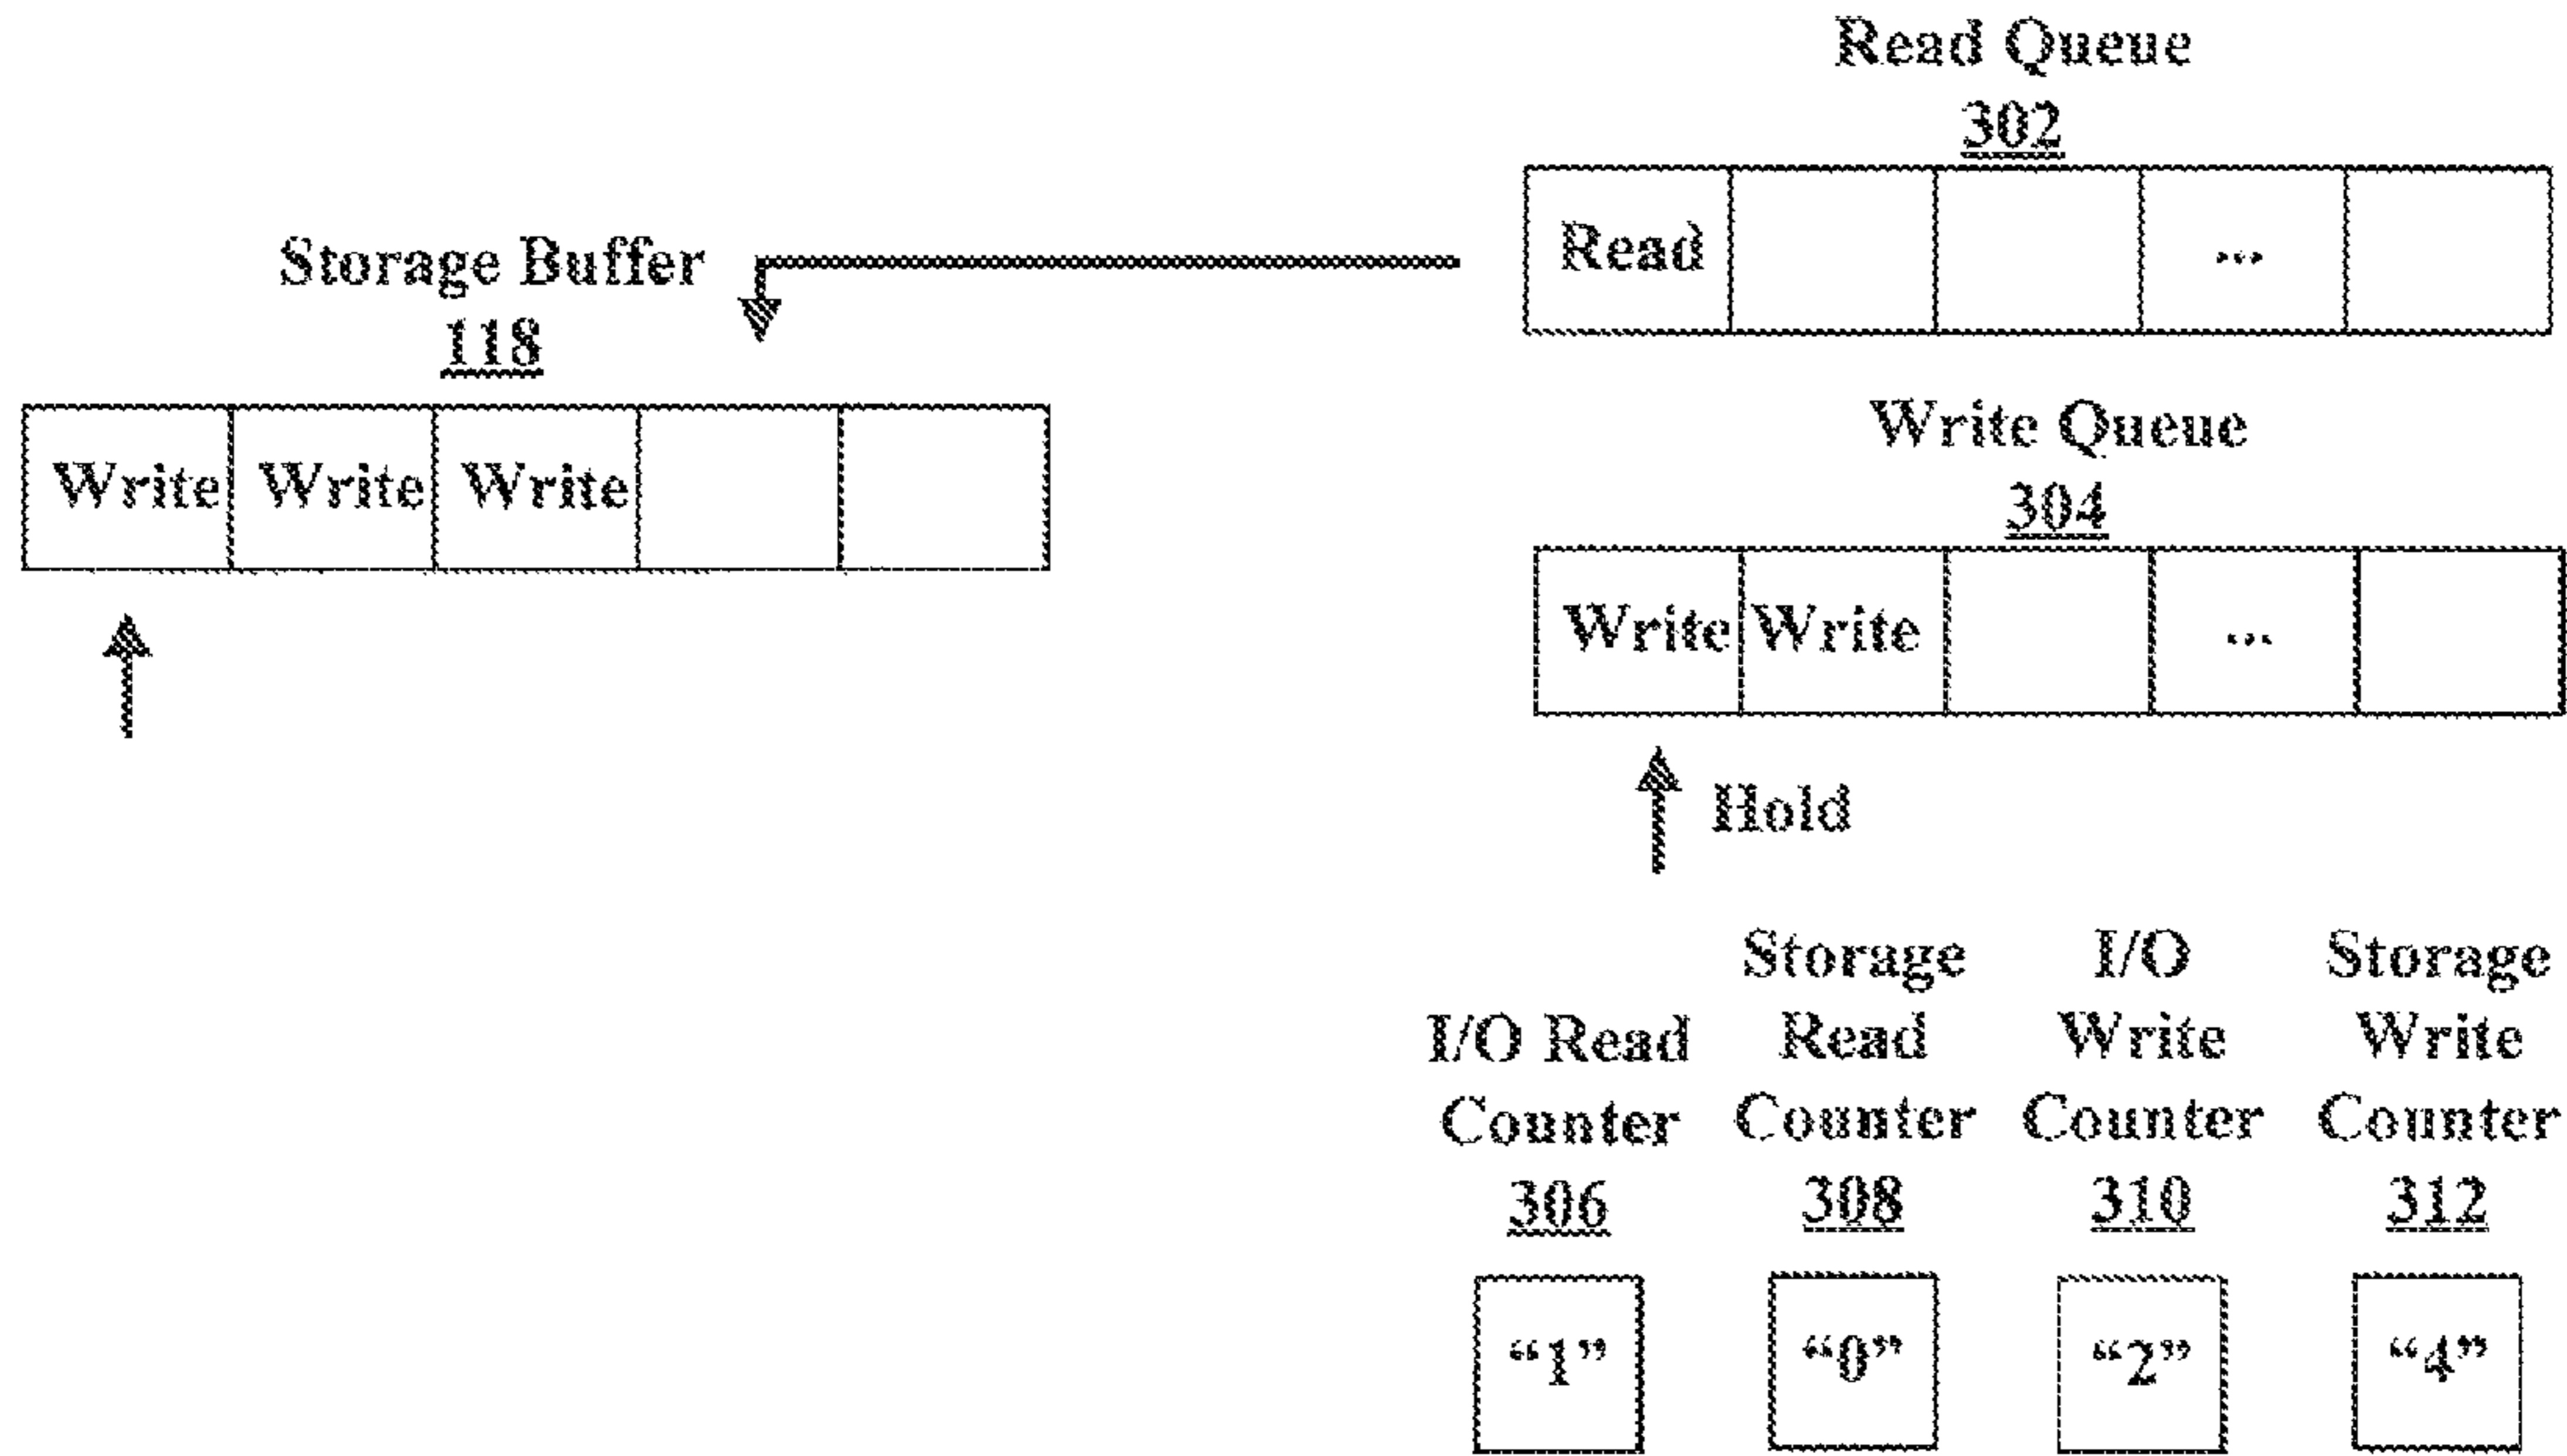 Read Queue
302
Read ...
Storage Buffer
118
Write Write Write
Write Queue
304
Write Write ...
Hold
I/O Read
Counter
306
"1"
Storage
Read
Counter
308
"0"
I/O
Write
Counter
310
"2"
Storage
Write
Counter
312
"4"